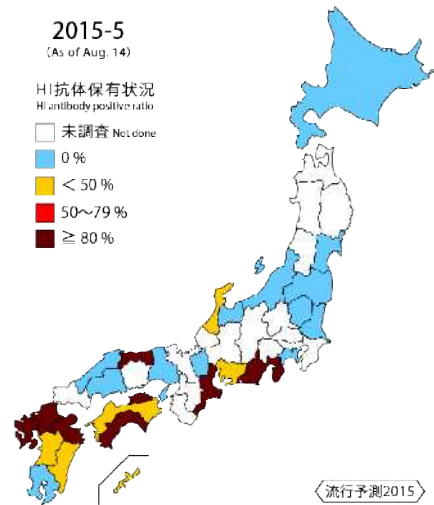 2015-5
(As of Aug. 14)
HI抗体保有状況
HI antibody positive ratio
未調査 Not done
0 %
< 50 %
50～79 %
≧ 80 %
流行予測2015